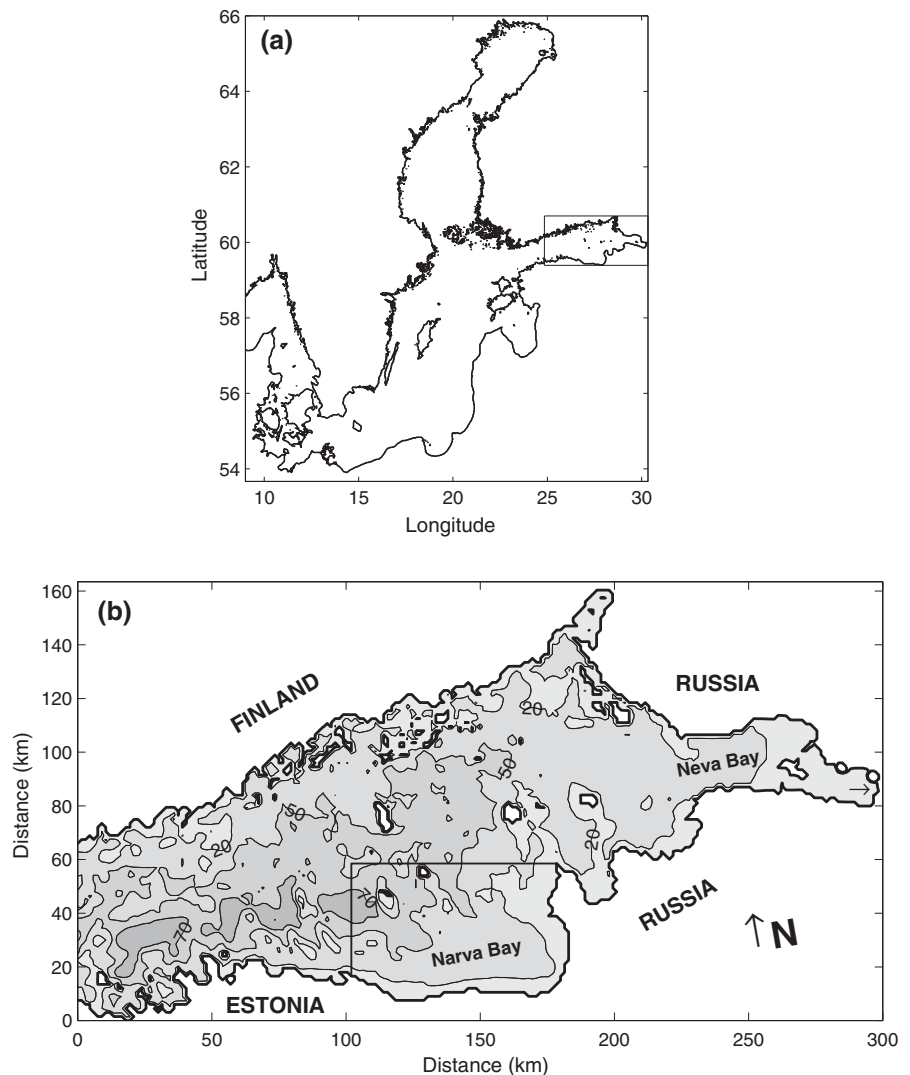 66
(a)
64
62
60
58
56
54
Latitude
10 15 20 25 30
Longitude
160
(b)
140
120
100
80
60
40
20
0
Distance (km)
FINLAND
RUSSIA
20
Neva Bay
50
50
20
20
70
70
RUSSIA
N
Narva Bay
ESTONIA
0 50 100 150 200 250 300
Distance (km)